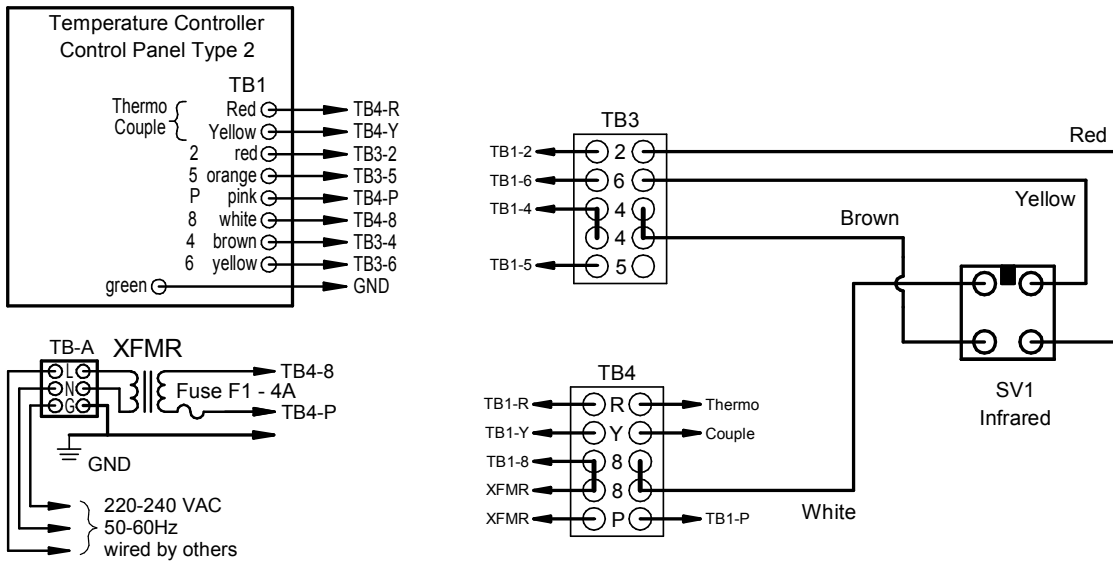 Temperature Controller
Control Panel Type 2
TB1
Thermo
Couple
Red TB4-R
Yellow TB4-Y
2 red TB3-2
5 orange TB3-5
P pink TB4-P
8 white TB4-8
4 brown TB3-4
6 yellow TB3-6
green GND
TB-A XFMR
L
N
G
TB4-8
Fuse F1 - 4A
TB4-P
GND
220-240 VAC
50-60Hz
wired by others
TB3
TB1-2 2
TB1-6 6
TB1-4 4
4
TB1-5 5
Red
Yellow
Brown
SV1
Infrared
TB4
TB1-R R Thermo
TB1-Y Y Couple
TB1-8 8
XFMR 8
XFMR P TB1-P
White